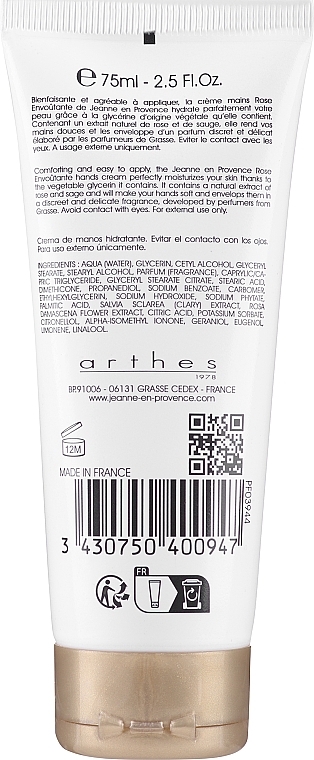 ℮ 75ml - 2.5 Fl.Oz.
Bienfaisante et agréable à appliquer, la crème mains Rose
Envoûtante de Jeanne en Provence hydrate parfaitement votre
peau grâce à la glycérine d'origine végétale qu'elle contient.
Contenant un extrait naturel de rose et de sauge, elle rend vos
mains douces et les enveloppe d'un parfum discret et délicat
élaboré par les parfumeurs de Grasse. Eviter le contact avec les
yeux. A usage externe uniquement.
Comforting and easy to apply, the Jeanne en Provence Rose
Envoûtante hands cream perfectly moisturizes your skin thanks to
the vegetable glycerin it contains. It contains a natural extract of
rose and sage and will make your hands soft and envelops them in
a discreet and delicate fragrance, developed by perfumers from
Grasse. Avoid contact with eyes. For external use only.
Crema de manos hidratante. Evitar el contacto con los ojos.
Para uso externo únicamente.
INGREDIENTS : AQUA (WATER), GLYCERIN, CETYL ALCOHOL, GLYCERYL
STEARATE, STEARYL ALCOHOL, PARFUM (FRAGRANCE), CAPRYLIC/CA-
PRIC TRIGLYCERIDE, GLYCERYL STEARATE CITRATE, STEARIC ACID,
DIMETHICONE, PROPANEDIOL, SODIUM BENZOATE, CARBOMER,
ETHYLHEXYLGLYCERIN, SODIUM HYDROXIDE, SODIUM PHYTATE,
PALMITIC ACID, SALVIA SCLAREA (CLARY) EXTRACT, ROSA
DAMASCENA FLOWER EXTRACT, CITRIC ACID, POTASSIUM SORBATE,
CITRONELLOL, ALPHA-ISOMETHYL IONONE, GERANIOL, EUGENOL,
LIMONENE, LINALOOL.
arthes
1978
BP.91006 - 06131 GRASSE CEDEX - FRANCE
www.jeanne-en-provence.com
12M
MADE IN FRANCE
PF03944
3 430750 400947
FR